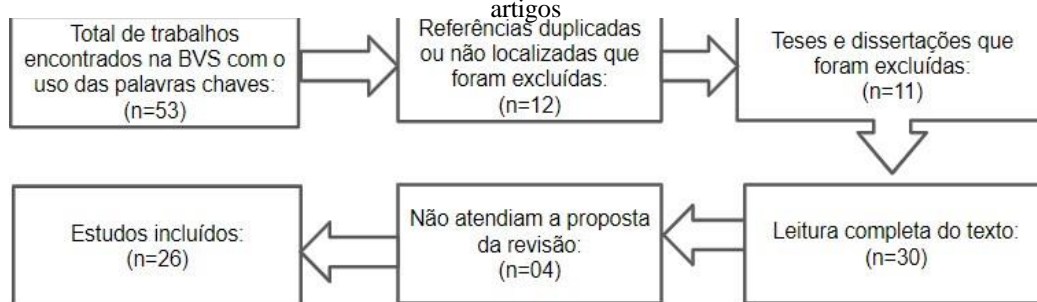 artigos
Total de trabalhos
encontrados na BVS com o
uso das palavras chaves:
(n=53)
Referências duplicadas
ou não localizadas que
foram excluídas:
(n=12)
Teses e dissertações que
foram excluídas:
(n=11)
Leitura completa do texto:
(n=30)
Não atendiam a proposta
da revisão:
(n=04)
Estudos incluídos:
(n=26)